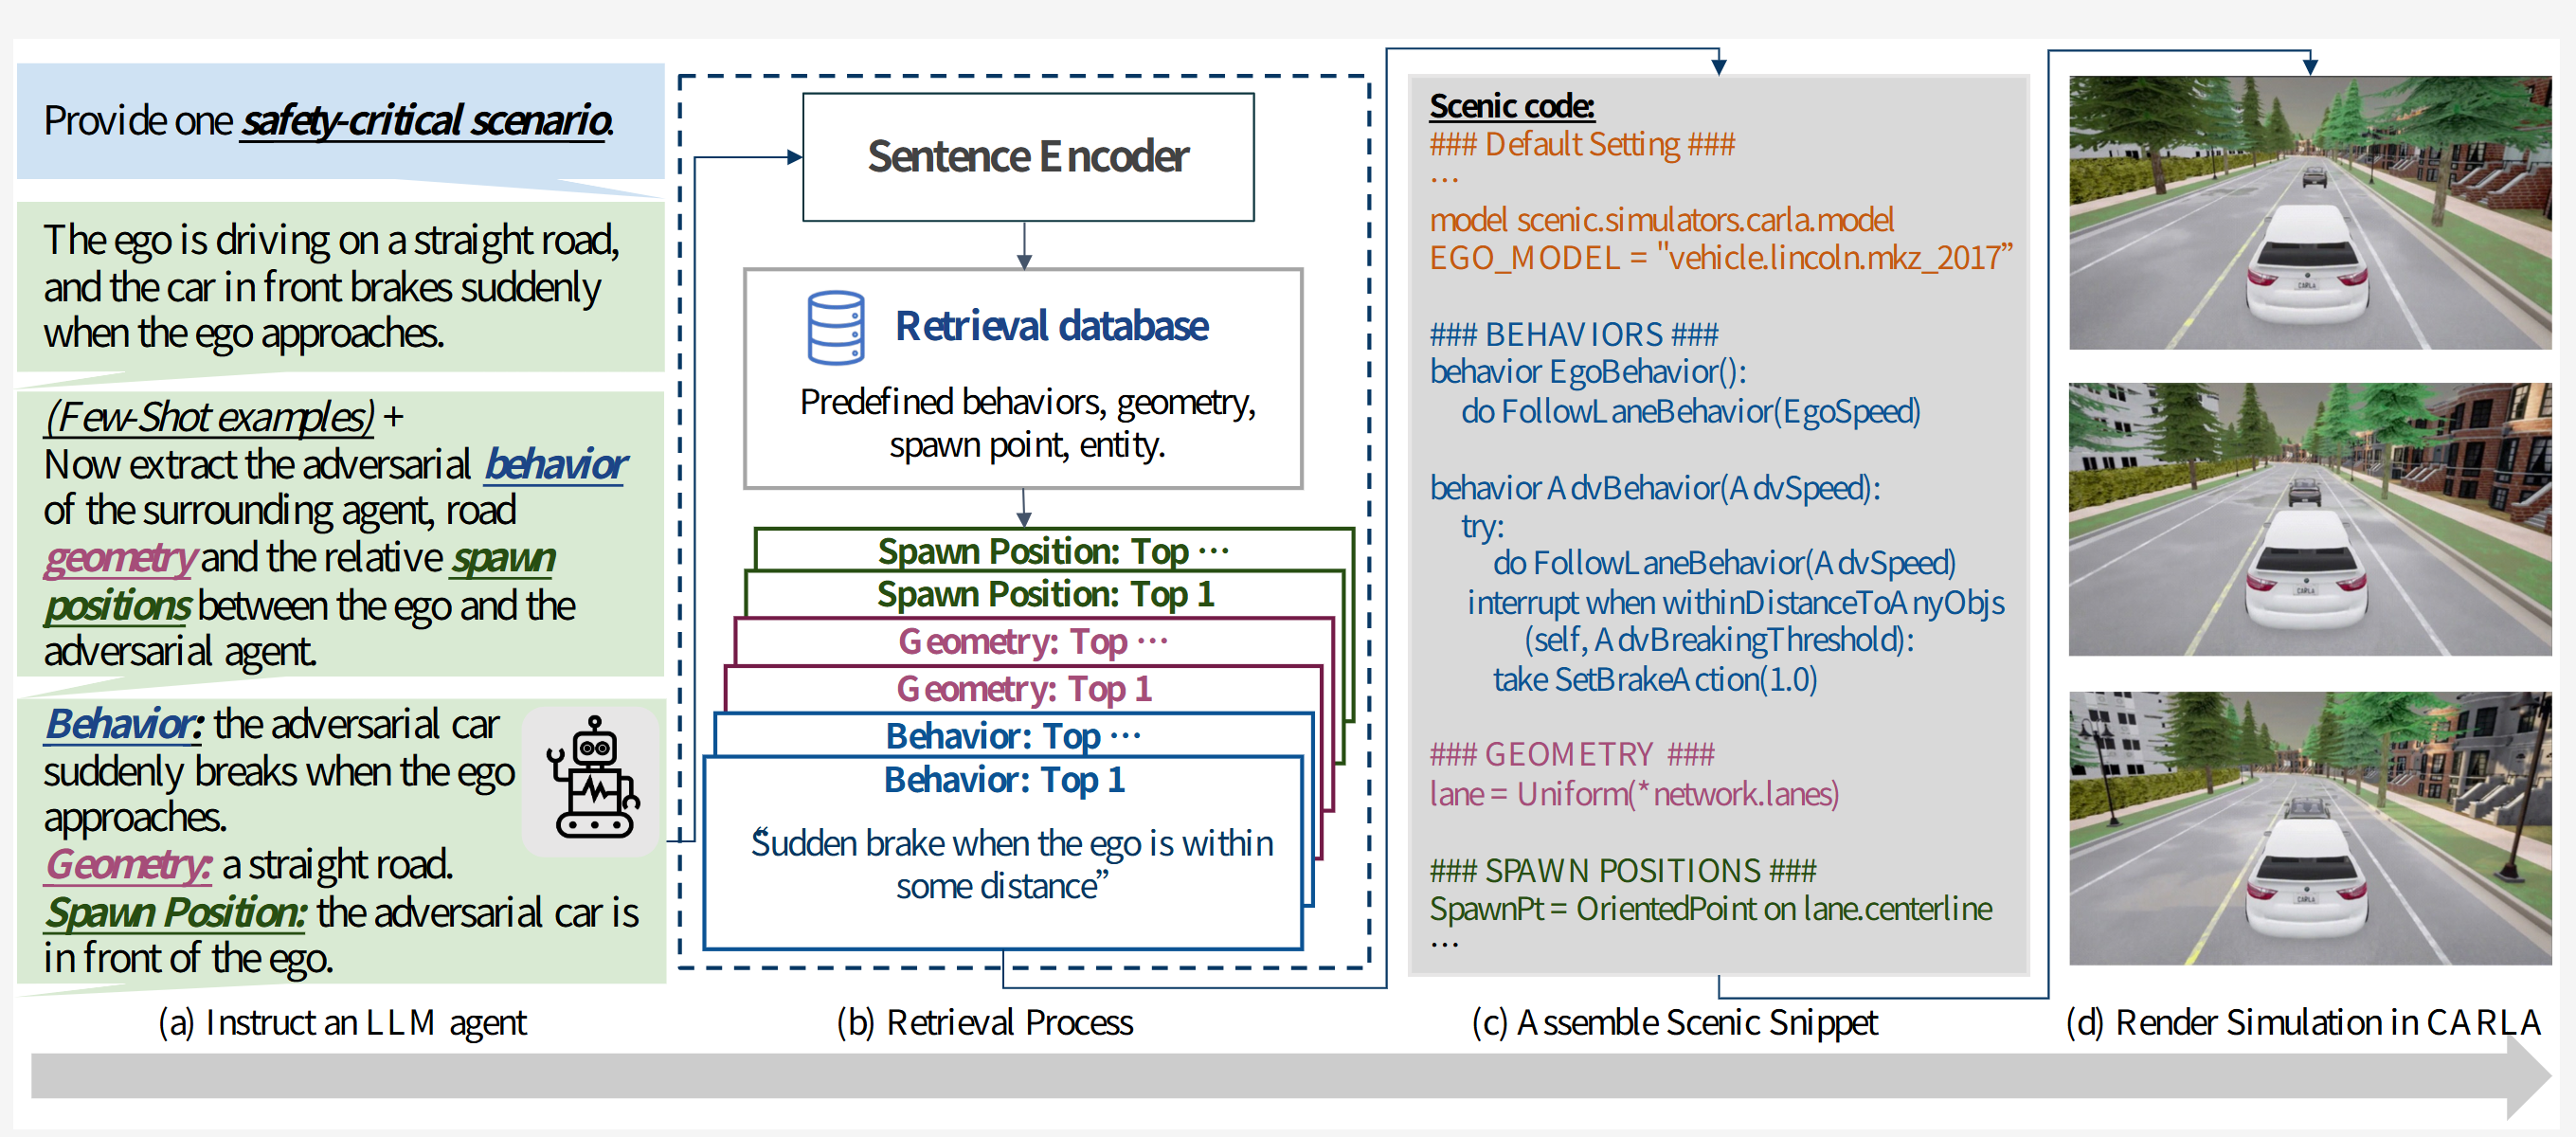 Provide one safety-critical scenario.
The ego is driving on a straight road,
and the car in front brakes suddenly
when the ego approaches.
(Few-Shot examples) +
Now extract the adversarial behavior
of the surrounding agent, road
geometry and the relative spawn
positions between the ego and the
adversarial agent.
Behavior: the adversarial car
suddenly breaks when the ego
approaches.
Geometry: a straight road.
Spawn Position: the adversarial car is
in front of the ego.
(a) Instruct an LLM agent
Sentence Encoder
Retrieval database
Predefined behaviors, geometry,
spawn point, entity.
Spawn Position: Top ···
Spawn Position: Top 1
Geometry: Top ···
Geometry: Top 1
Behavior: Top ···
Behavior: Top 1
“Sudden brake when the ego is within
some distance”
(b) Retrieval Process
Scenic code:
### Default Setting ###
···
model scenic.simulators.carla.model
EGO_MODEL = "vehicle.lincoln.mkz_2017”
### BEHAVIORS ###
behavior EgoBehavior():
do FollowLaneBehavior(EgoSpeed)
behavior AdvBehavior(AdvSpeed):
try:
do FollowLaneBehavior(AdvSpeed)
interrupt when withinDistanceToAnyObjs
(self, AdvBreakingThreshold):
take SetBrakeAction(1.0)
### GEOMETRY ###
lane = Uniform(*network.lanes)
### SPAWN POSITIONS ###
SpawnPt = OrientedPoint on lane.centerline
···
(c) Assemble Scenic Snippet
CARLA
CARLA
CARLA
(d) Render Simulation in CARLA